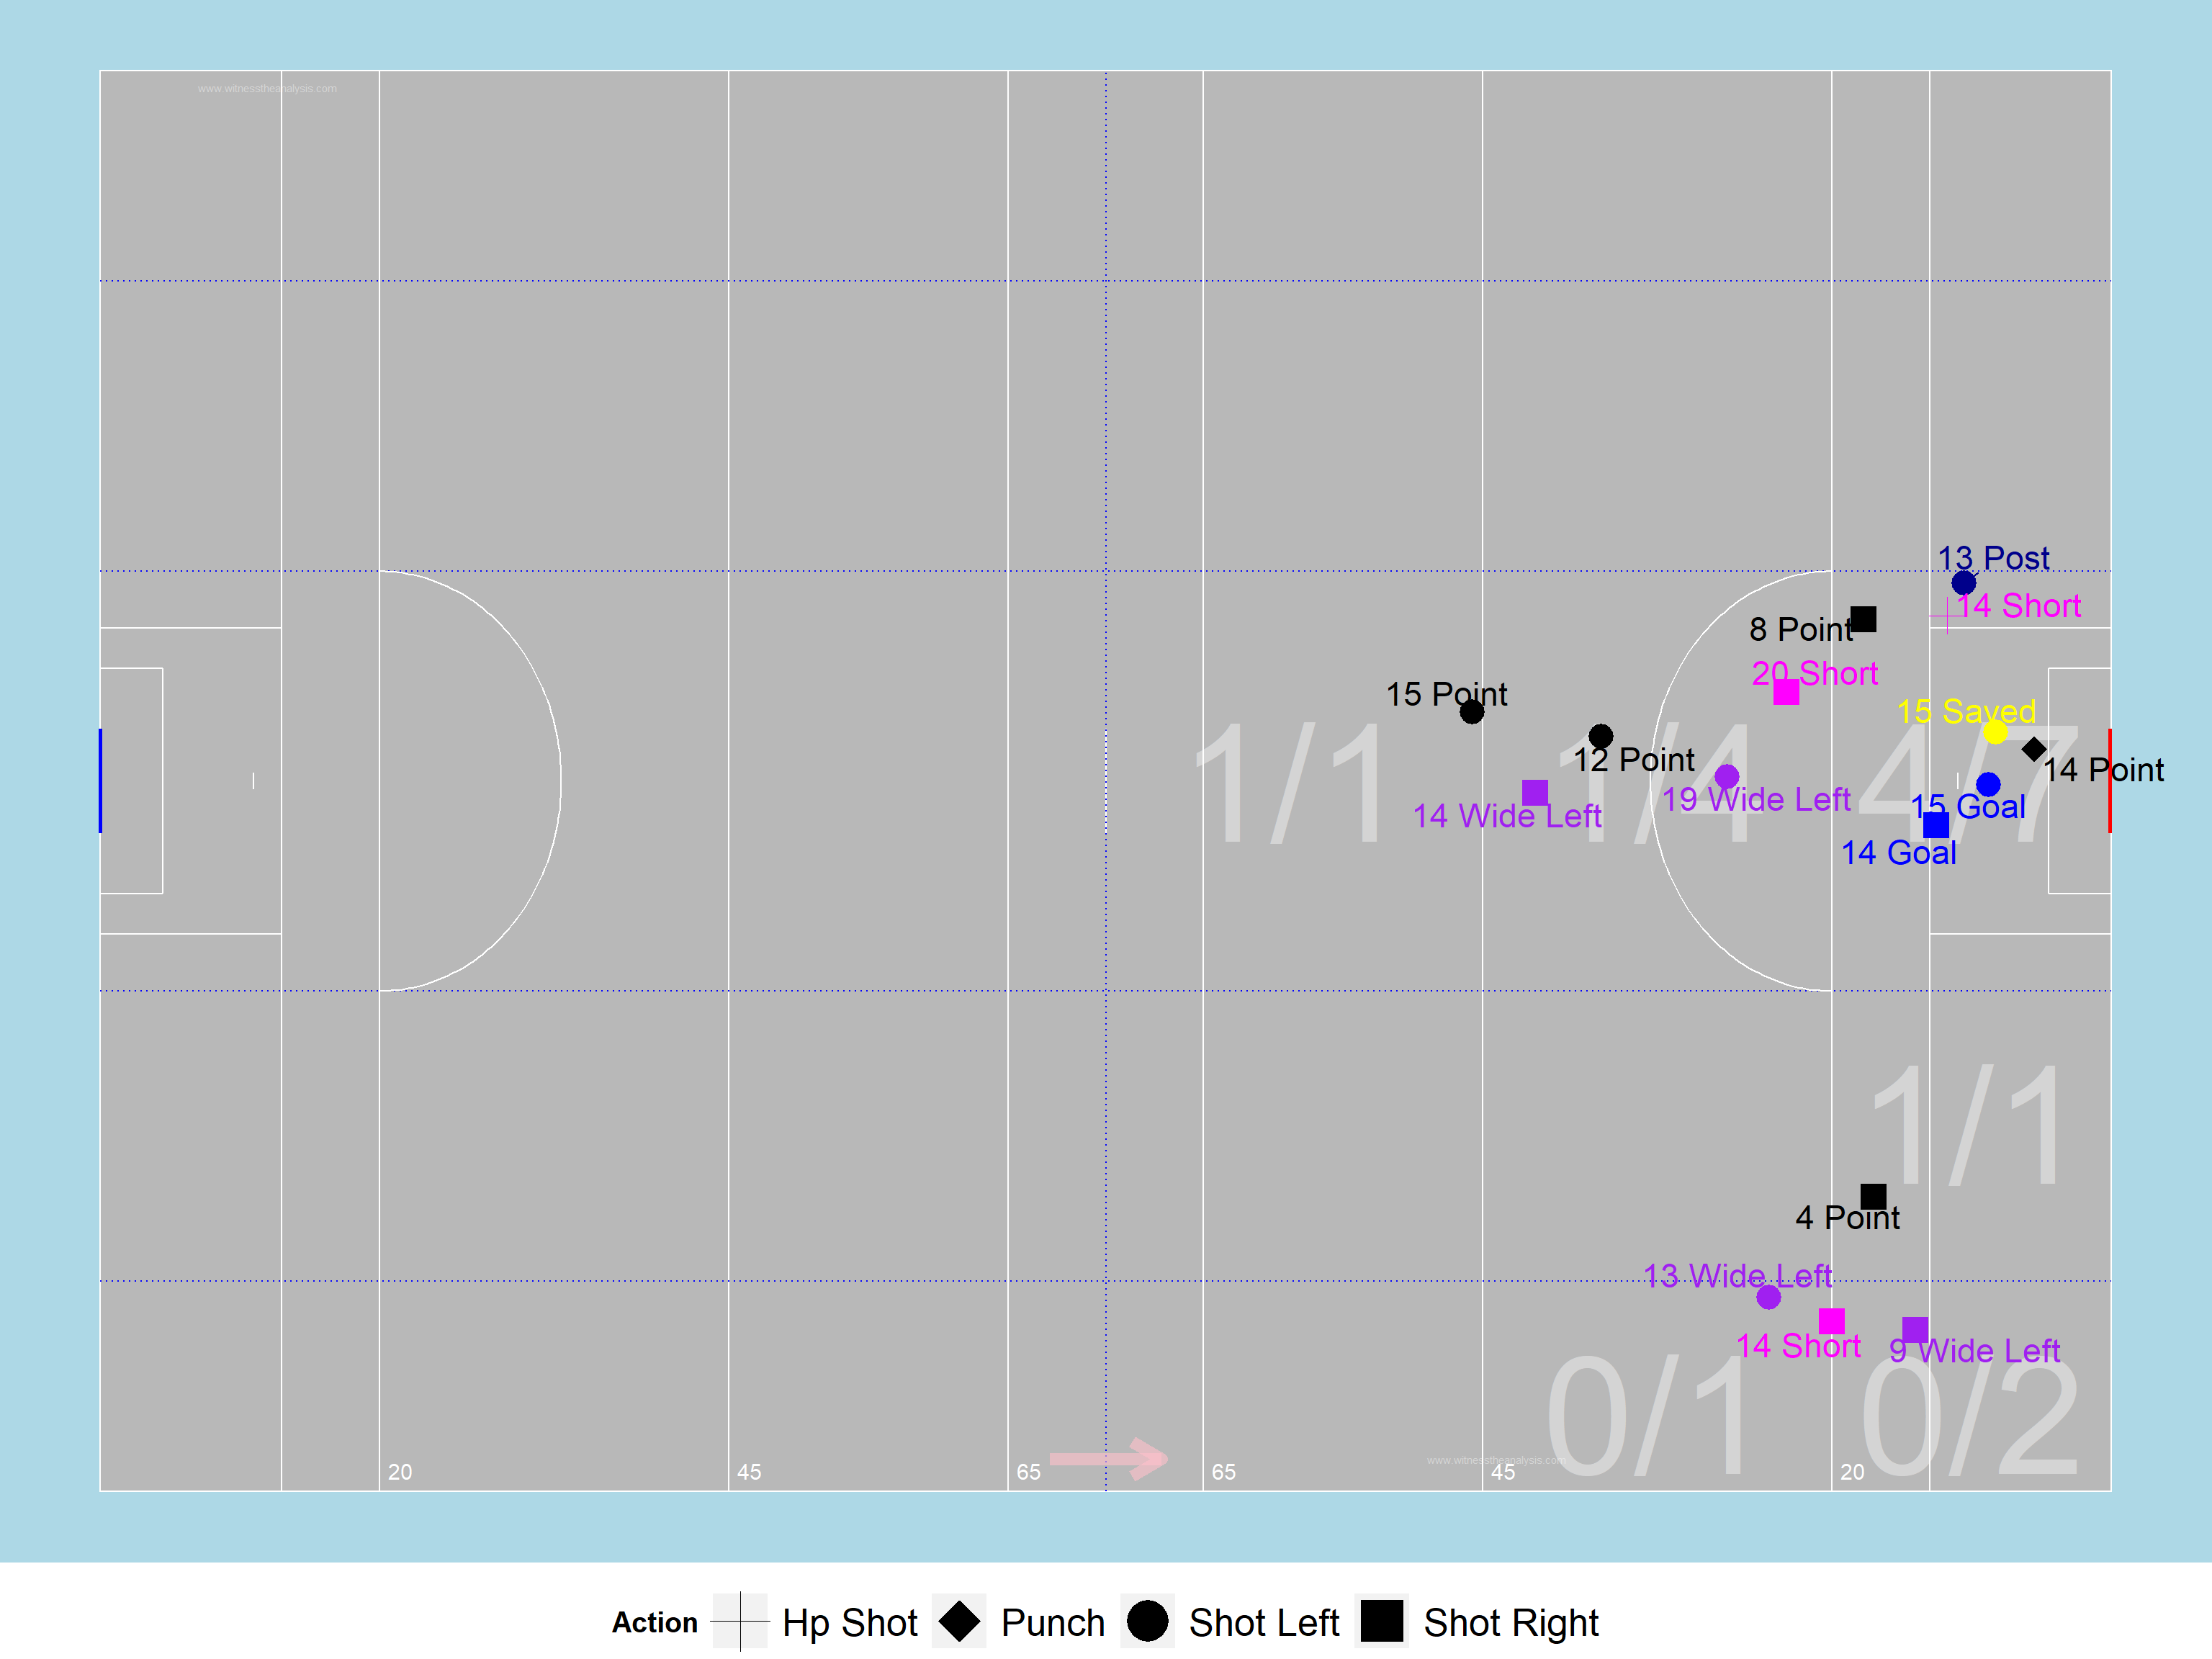 www.witnesstheanalysis.com
13 Post
14 Short
8 Point
20 Short
15 Point
15 Saved
12 Point
14 Point
1/1
1/4
4/7
19 Wide Left
14 Wide Left
15 Goal
14 Goal
1/1
4 Point
13 Wide Left
14 Short
9 Wide Left
0/1
0/2
www.witnesstheanalysis.com
20
45
65
65
45
20
Action Hp Shot Punch Shot Left Shot Right